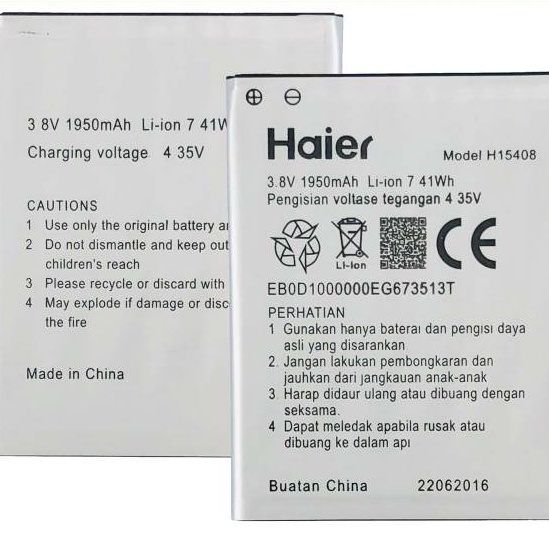 3 8V 1950mAh Li-ion 7 41W
Charging voltage 4 35V
CAUTIONS
1 Use only the original battery
2 Do not dismantle and keep out
children's reach
3 Please recycle or discard with
4 May explode if damage or disc
the fire
Made in China
⊕ ⊖
Haier
Model H15408
3.8V 1950mAh Li-ion 7 41Wh
Pengisian voltase tegangan 4 35V
Li-ion
CE
EB0D1000000EG673513T
PERHATIAN
1 Gunakan hanya baterai dan pengisi daya
asli yang disarankan
2. Jangan lakukan pembongkaran dan
jauhkan dari jangkauan anak-anak
3. Harap didaur ulang atau dibuang dengan
seksama.
4 Dapat meledak apabila rusak atau
dibuang ke dalam api
Buatan China
22062016